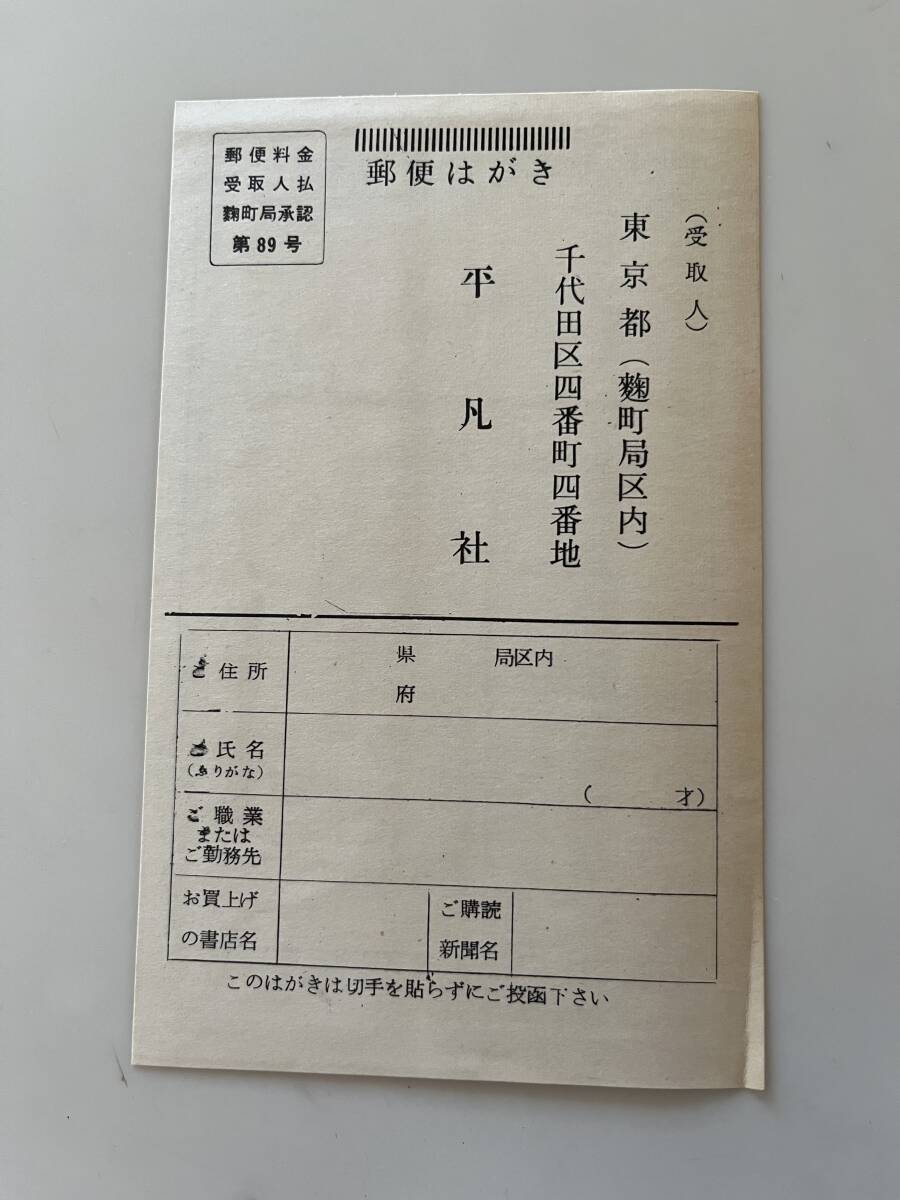 郵便はがき
郵便料金
受取人払
麴町局承認
第89号
(受取人)
東京都(麴町局区内)
千代田区四番町四番地
平凡社
ご住所
県
局区内
府
ご氏名
(ふりがな)
(才)
ご職業
または
ご勤務先
お買上げ
の書店名
ご購読
新聞名
このはがきは切手を貼らずにご投函下さい